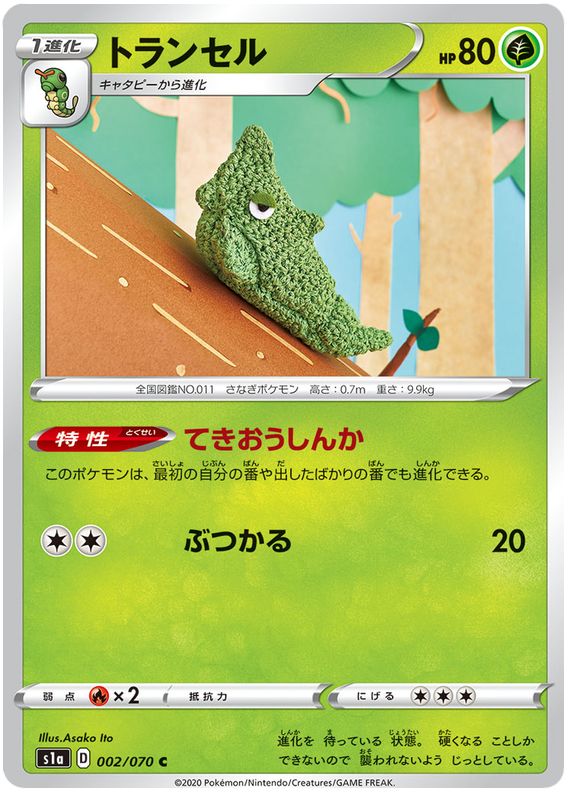 1進化
トランセル
HP80
キャタピーから進化
全国図鑑NO.011 さなぎポケモン 高さ:0.7m 重さ:9.9kg
特性 とくせい てきおうしんか
このポケモンは、最初の自分の番や出したばかりの番でも進化できる。
ぶつかる 20
弱点 ×2 抵抗力 にげる
Illus.Asako Ito
進化を 待っている 状態。 硬くなる ことしか
できないので 襲われないよう じっとしている。
s1a D 002/070 C
©2020 Pokémon/Nintendo/Creatures/GAME FREAK.